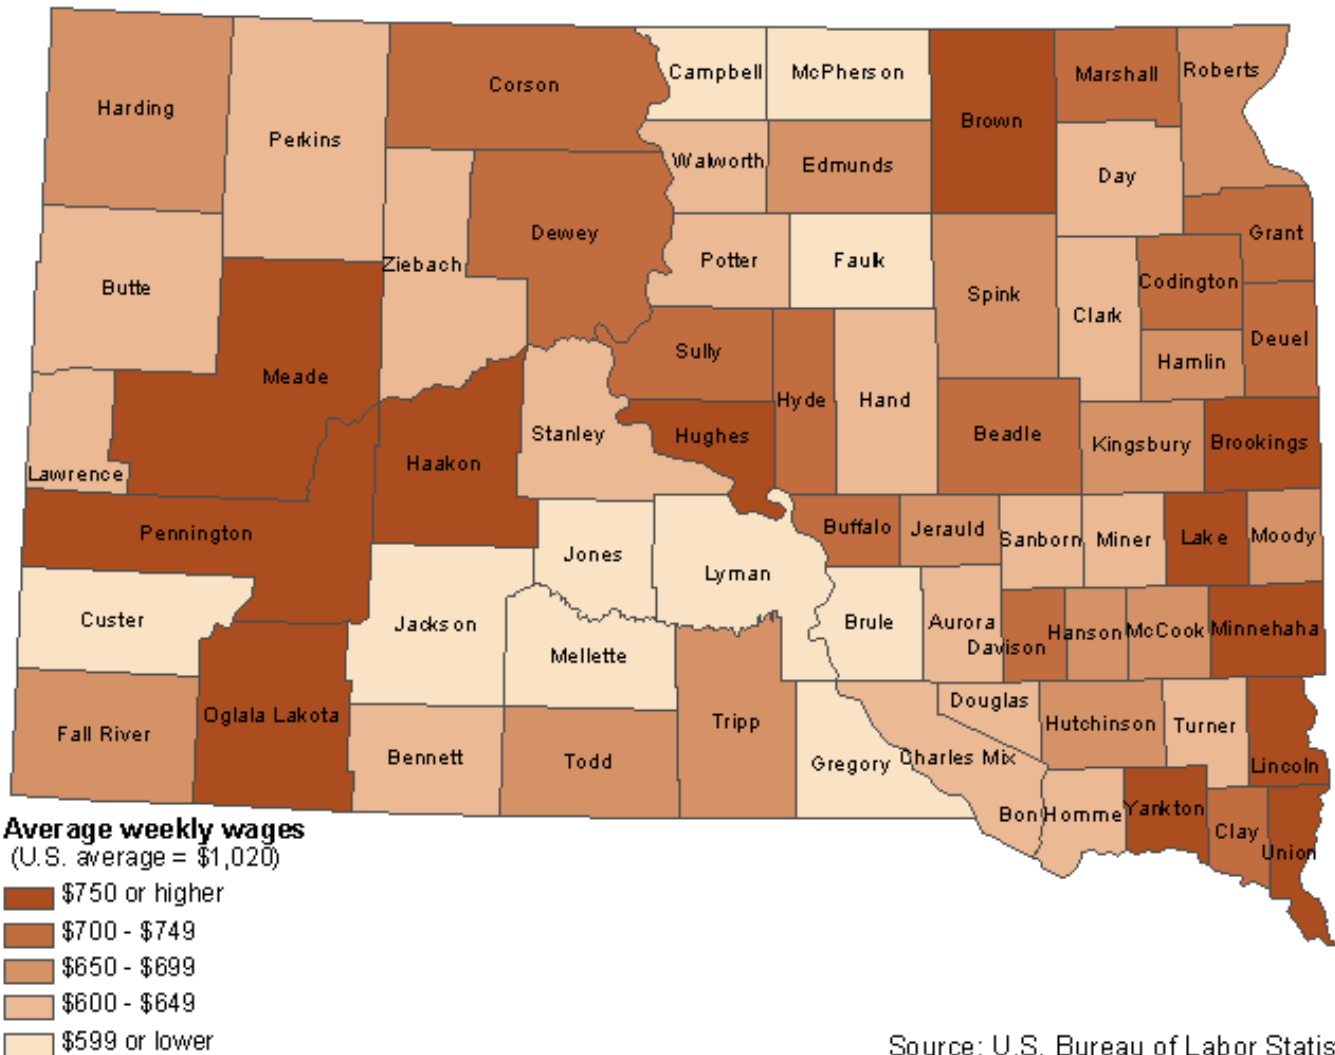 Campbell
McPherson
Corson
Marshall
Roberts
Harding
Perkins
Brown
Walworth
Edmunds
Day
Dewey
Grant
Ziebach
Potter
Faulk
Butte
Spink
Codington
Clark
Deuel
Sully
Hamlin
Meade
Hyde
Hand
Stanley
Hughes
Beadle
Kingsbury
Brookings
Haakon
Lawrence
Pennington
Buffalo
Jerauld
Sanborn
Miner
Lake
Moody
Jones
Lyman
Custer
Jackson
Brule
Aurora
Davison
Hanson
McCook
Minnehaha
Mellette
Oglala Lakota
Douglas
Fall River
Tripp
Hutchinson
Turner
Bennett
Todd
Gregory
Charles Mix
Lincoln
Bon Homme
Yankton
Clay
Union
Average weekly wages
(U.S. average = $1,020)
$750 or higher
$700 - $749
$650 - $699
$600 - $649
$599 or lower
Source: U.S. Bureau of Labor Statis